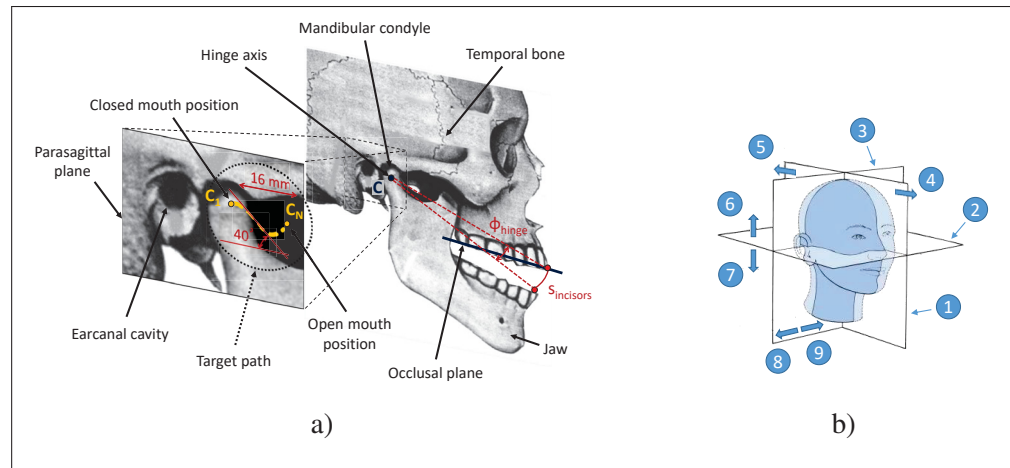 Mandibular condyle
Hinge axis
Temporal bone
Closed mouth position
Parasagittal
plane
16 mm
C1
CN
40
C
ϕhinge
sincisors
Earcanal cavity
Target path
Open mouth
position
Occlusal plane
Jaw
a)
3
5
4
6
2
7
1
8
9
b)